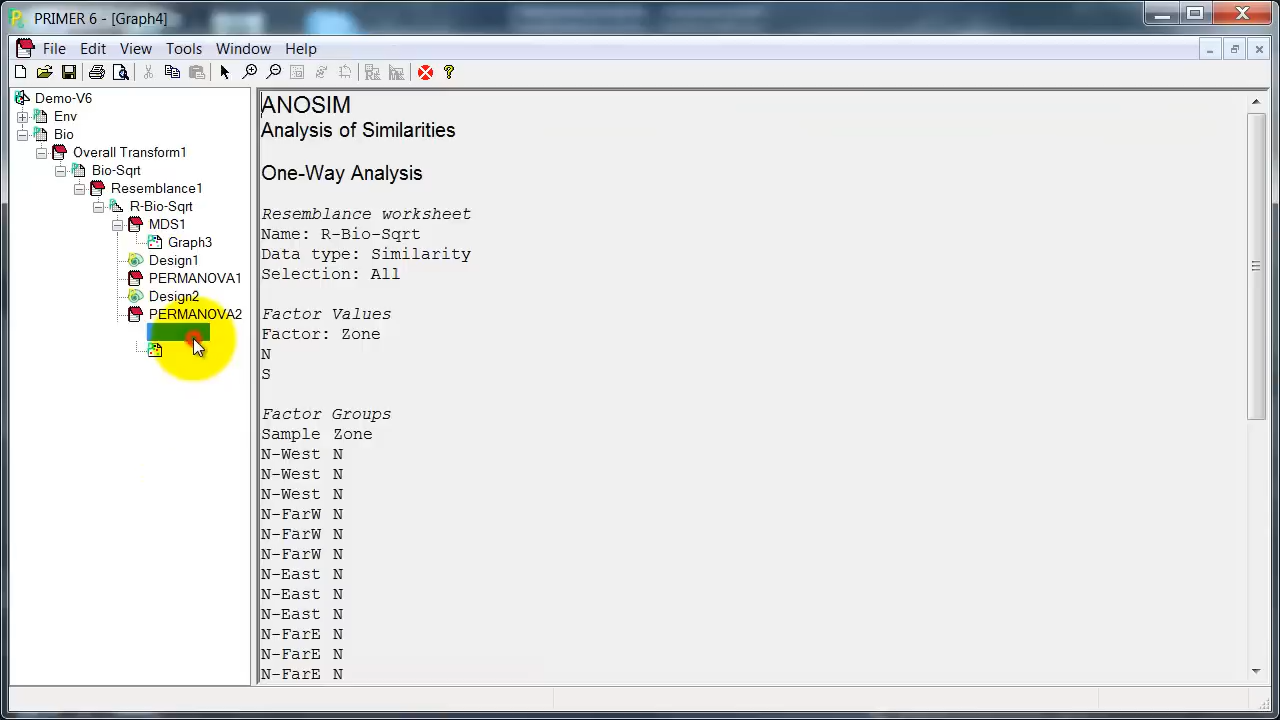 PRIMER 6 - [Graph4]
File Edit View Tools Window Help
Demo-V6
Env
Bio
Overall Transform1
Bio-Sqrt
Resemblance1
R-Bio-Sqrt
MDS1
Graph3
Design1
PERMANOVA1
Design2
PERMANOVA2
ANOSIM
Analysis of Similarities
One-Way Analysis
Resemblance worksheet
Name: R-Bio-Sqrt
Data type: Similarity
Selection: All
Factor Values
Factor: Zone
N
S
Factor Groups
Sample Zone
N-West N
N-West N
N-West N
N-FarW N
N-FarW N
N-FarW N
N-East N
N-East N
N-East N
N-FarE N
N-FarE N
N-FarE N